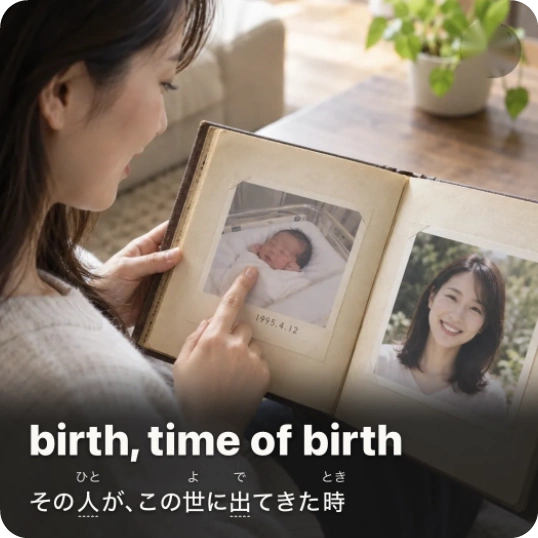 1995.4.12
birth, time of birth
ひと よ で とき
その人が、この世に出てきた時